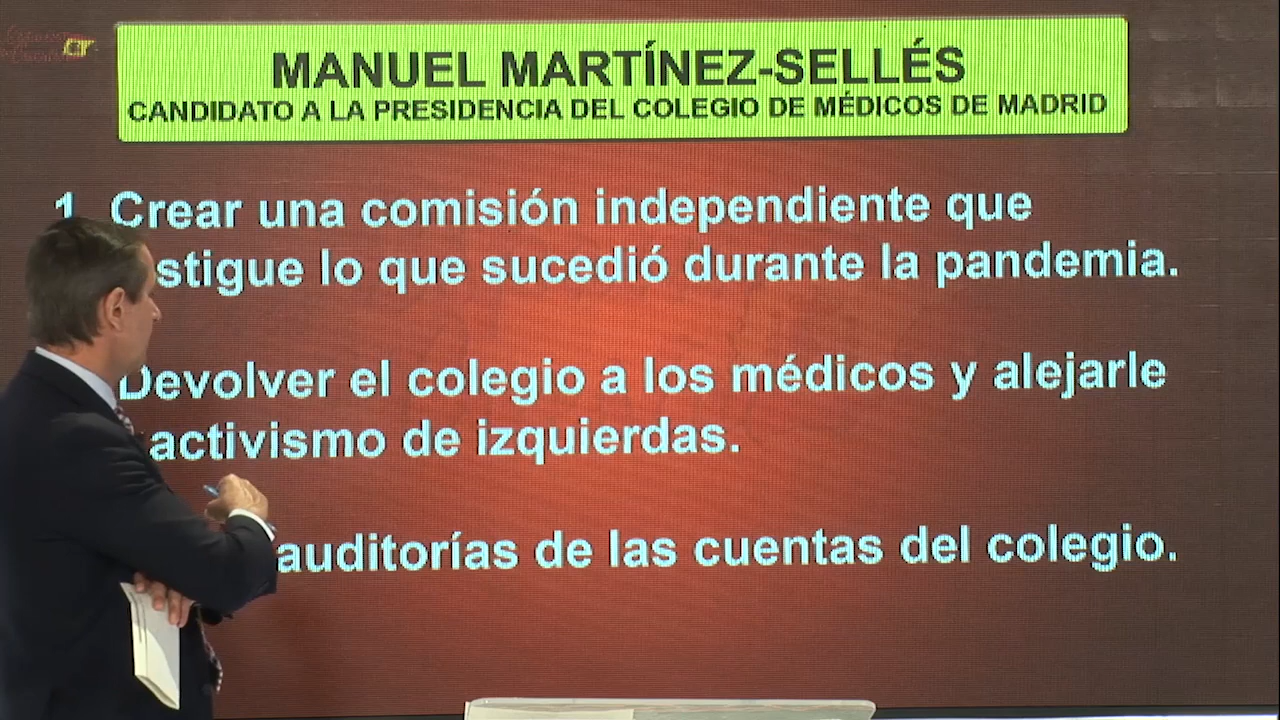 MANUEL MARTÍNEZ-SELLÉS
CANDIDATO A LA PRESIDENCIA DEL COLEGIO DE MÉDICOS DE MADRID
1. Crear una comisión independiente que
stigue lo que sucedió durante la pandemia.
Devolver el colegio a los médicos y alejarle
activismo de izquierdas.
auditorías de las cuentas del colegio.